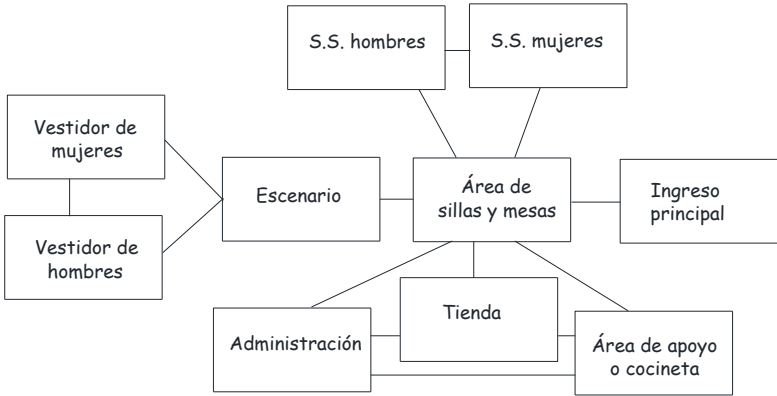 S.S. hombres
S.S. mujeres
Vestidor de
mujeres
Escenario
Área de
sillas y mesas
Ingreso
principal
Vestidor de
hombres
Tienda
Administración
Área de apoyo
o cocineta